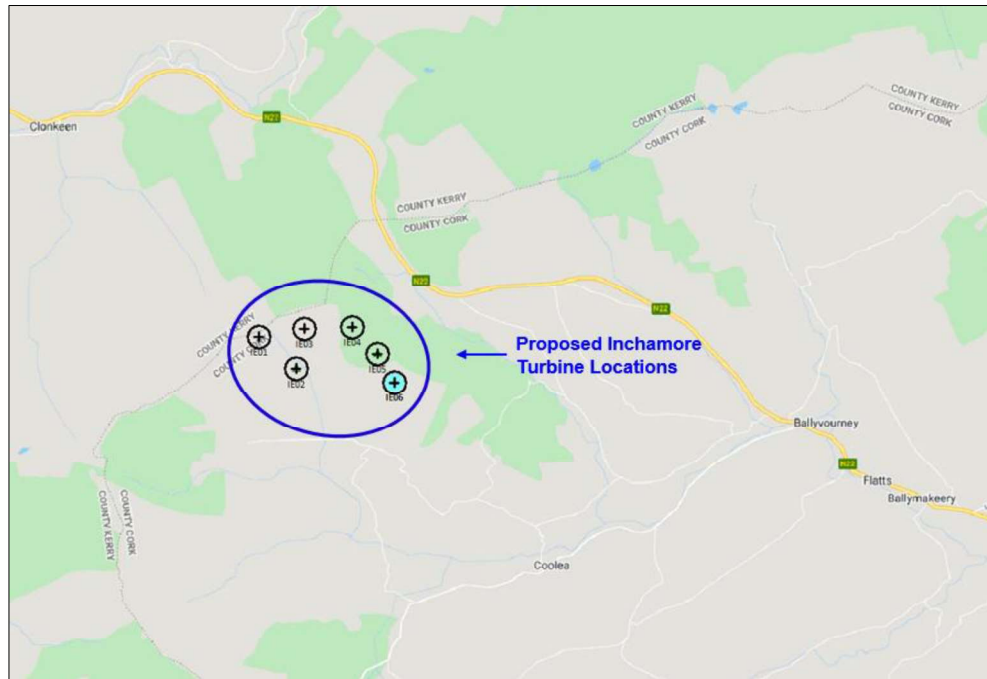 COUNTY KERRY
COUNTY CORK
COUNTY KERRY
COUNTY CORK
N22
Clonkeen
COUNTY KERRY
COUNTY CORK
N22
N22
COUNTY KERRY
COUNTY
IE01
IE03
IE04
IE02
IE05
IE06
Proposed Inchamore
Turbine Locations
Ballyvourney
N22
Flatts
Ballymakeery
COUNTY CORK
COUNTY KERRY
Coolea